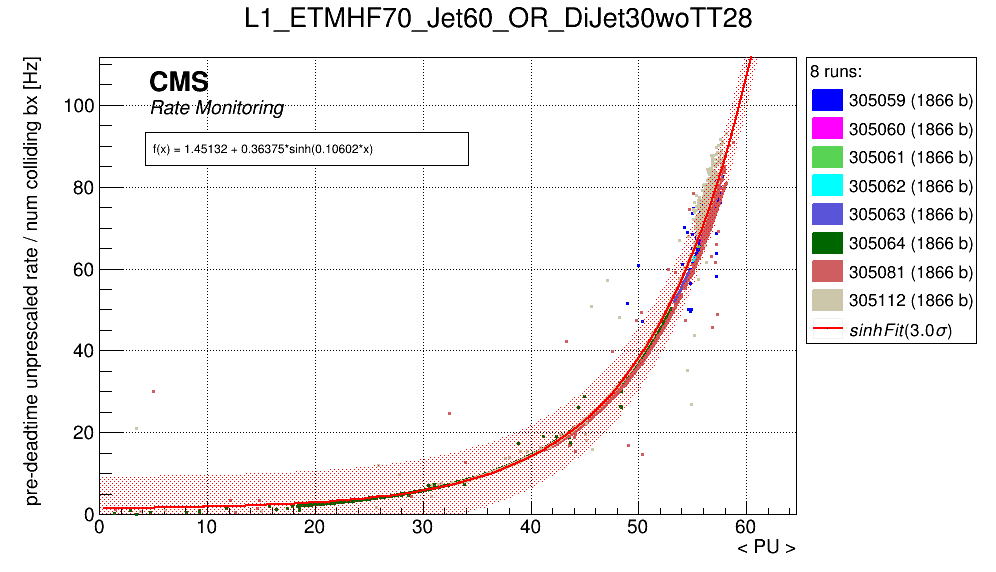 L1_ETMHF70_Jet60_OR_DiJet30woTT28
pre-deadtime unprescaled rate / num colliding bx [Hz]
CMS
Rate Monitoring
f(x) = 1.45132 + 0.36375*sinh(0.10602*x)
100
80
60
40
20
0
0 10 20 30 40 50 60
< PU >
8 runs:
305059 (1866 b)
305060 (1866 b)
305061 (1866 b)
305062 (1866 b)
305063 (1866 b)
305064 (1866 b)
305081 (1866 b)
305112 (1866 b)
sinhFit(3.0σ)